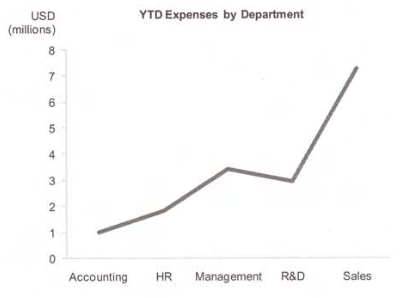 USD
(millions)
YTD Expenses by Department
8
7
6
5
4
3
2
1
0
Accounting HR Management R&D Sales